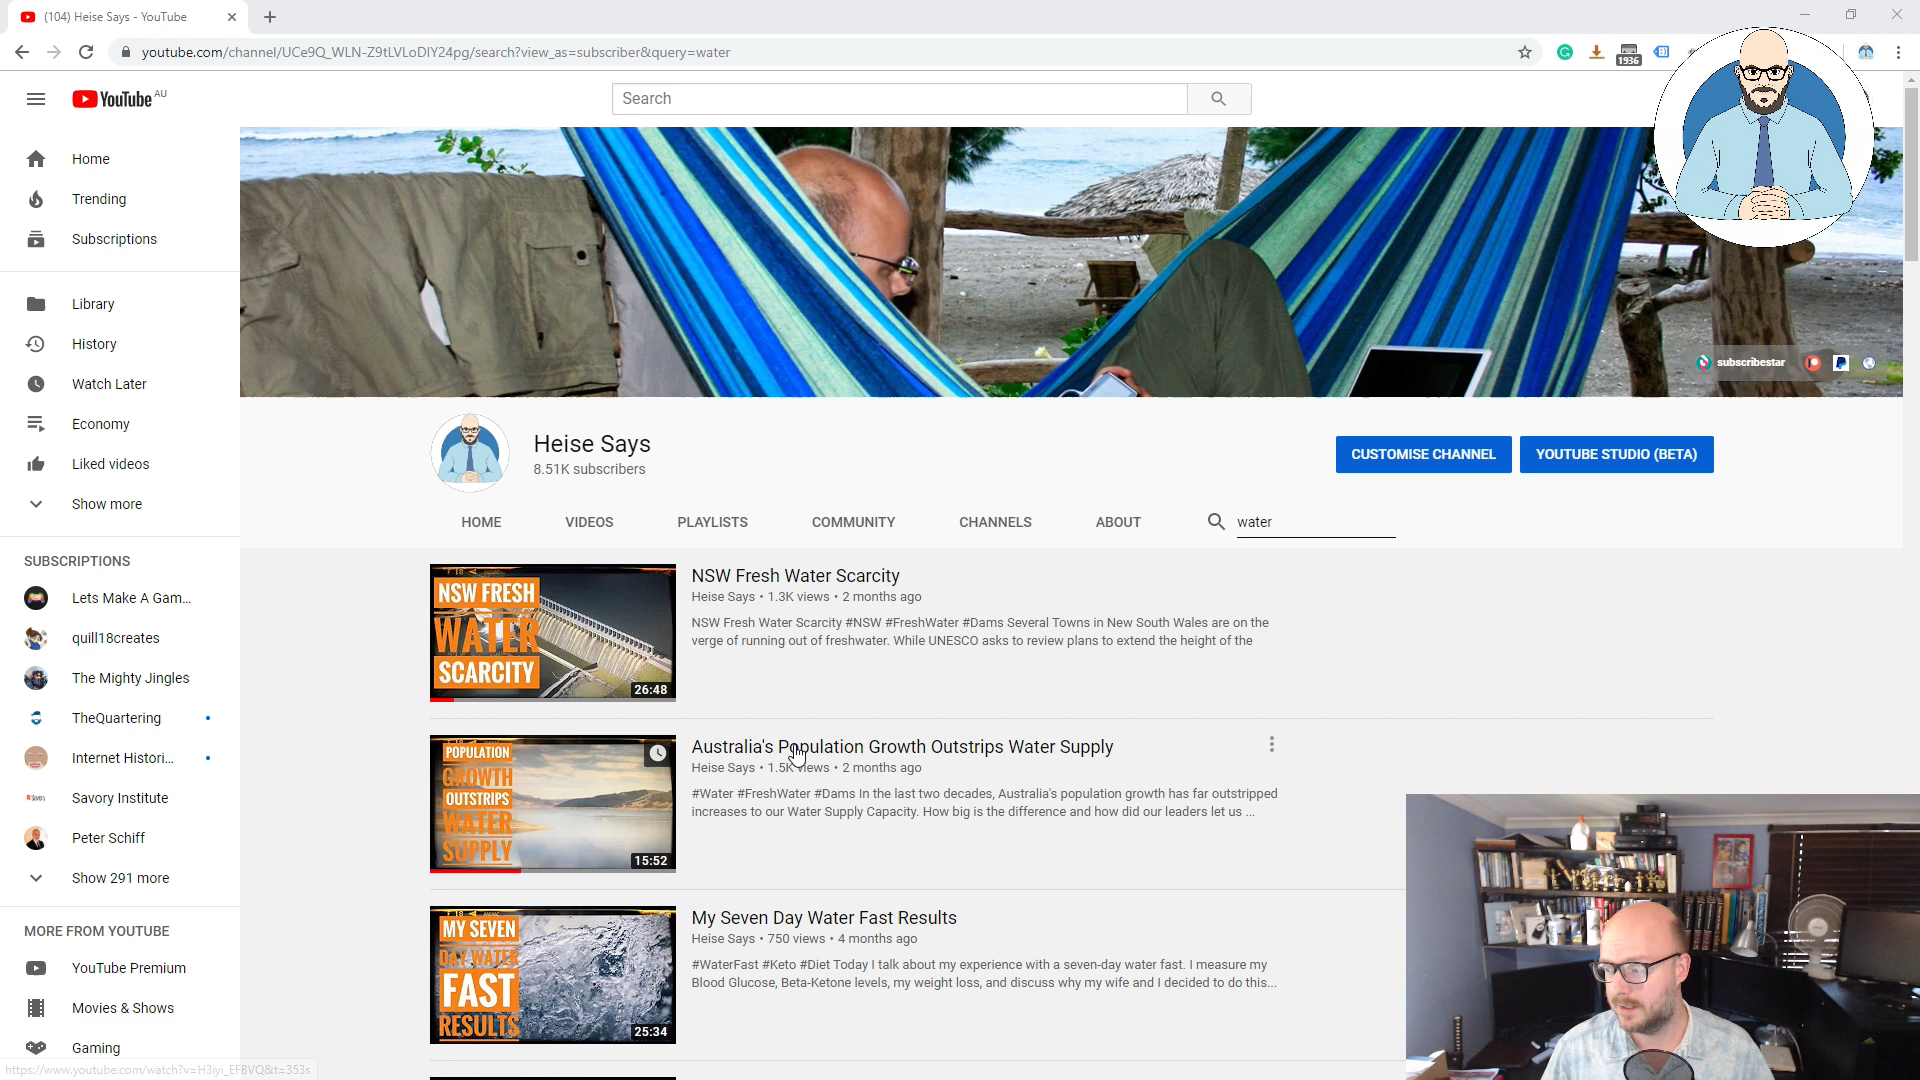 (104) Heise Says - YouTube
youtube.com/channel/UCe9Q_WLN-Z9tLVLoDIY24pg/search?view_as=subscriber&query=water
1936
YouTube AU
Search
Home
Trending
Subscriptions
Library
History
Watch Later
Economy
Liked videos
Show more
SUBSCRIPTIONS
Lets Make A Gam...
quill18creates
The Mighty Jingles
TheQuartering
Internet Histori...
Savory Institute
Peter Schiff
Show 291 more
MORE FROM YOUTUBE
YouTube Premium
Movies & Shows
Gaming
https://www.youtube.com/watch?v=H3iyi_EFBVQ&t=353s
subscribestar
Heise Says
8.51K subscribers
CUSTOMISE CHANNEL
YOUTUBE STUDIO (BETA)
HOME VIDEOS PLAYLISTS COMMUNITY CHANNELS ABOUT water
NSW FRESH
WATER
SCARCITY
26:48
NSW Fresh Water Scarcity
Heise Says • 1.3K views • 2 months ago
NSW Fresh Water Scarcity #NSW #FreshWater #Dams Several Towns in New South Wales are on the
verge of running out of freshwater. While UNESCO asks to review plans to extend the height of the
POPULATION
GROWTH
OUTSTRIPS
WATER
SUPPLY
15:52
Australia's Population Growth Outstrips Water Supply
Heise Says • 1.5K views • 2 months ago
#Water #FreshWater #Dams In the last two decades, Australia's population growth has far outstripped
increases to our Water Supply Capacity. How big is the difference and how did our leaders let us ...
MY SEVEN
DAY WATER
FAST
RESULTS
25:34
My Seven Day Water Fast Results
Heise Says • 750 views • 4 months ago
#WaterFast #Keto #Diet Today I talk about my experience with a seven-day water fast. I measure my
Blood Glucose, Beta-Ketone levels, my weight loss, and discuss why my wife and I decided to do this...